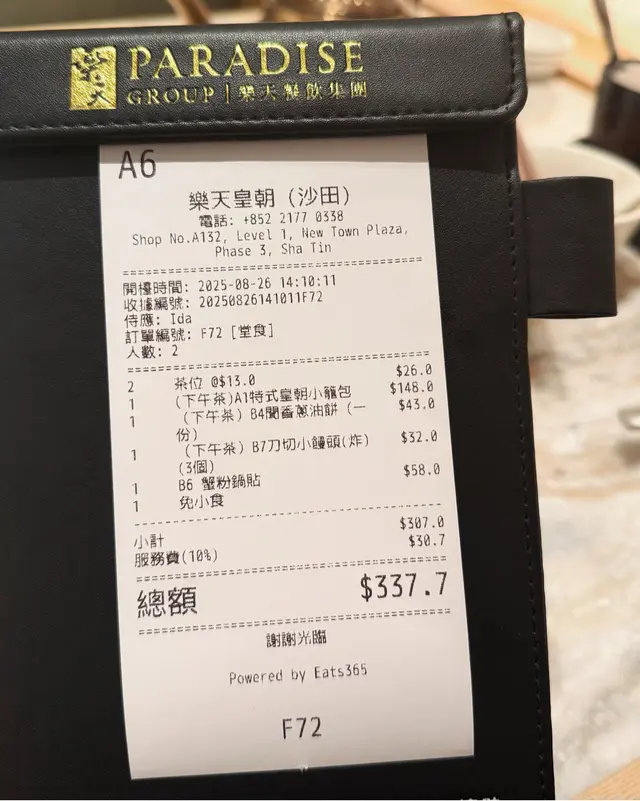 PARADISE
GROUP | 樂天餐飲集團
A6
樂天皇朝 (沙田)
電話: +852 2177 0338
Shop No.A132, Level 1, New Town Plaza,
Phase 3, Sha Tin
開檯時間: 2025-08-26 14:10:11
收據編號: 20250826141011F72
侍應: Ida
訂單編號: F72 [堂食]
人數: 2
2 茶位 @$13.0 $26.0
1 (下午茶)A1特式皇朝小籠包 $148.0
1 (下午茶) B4聞香蔥油餅 (一 $43.0
份)
1 (下午茶) B7刀切小饅頭(炸) $32.0
(3個)
1 B6 蟹粉鍋貼 $58.0
1 免小食
小計 $307.0
服務費(10%) $30.7
總額 $337.7
謝謝光臨
Powered by Eats365
F72